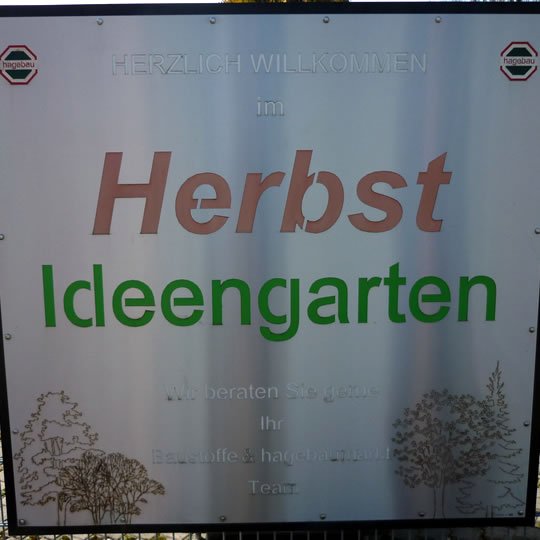 hagebau hagebau
HERZLICH WILLKOMMEN
im
Herbst
Ideengarten
Wir beraten Sie gerne
Ihr
Baustoffe & hagebaumarkt
Team